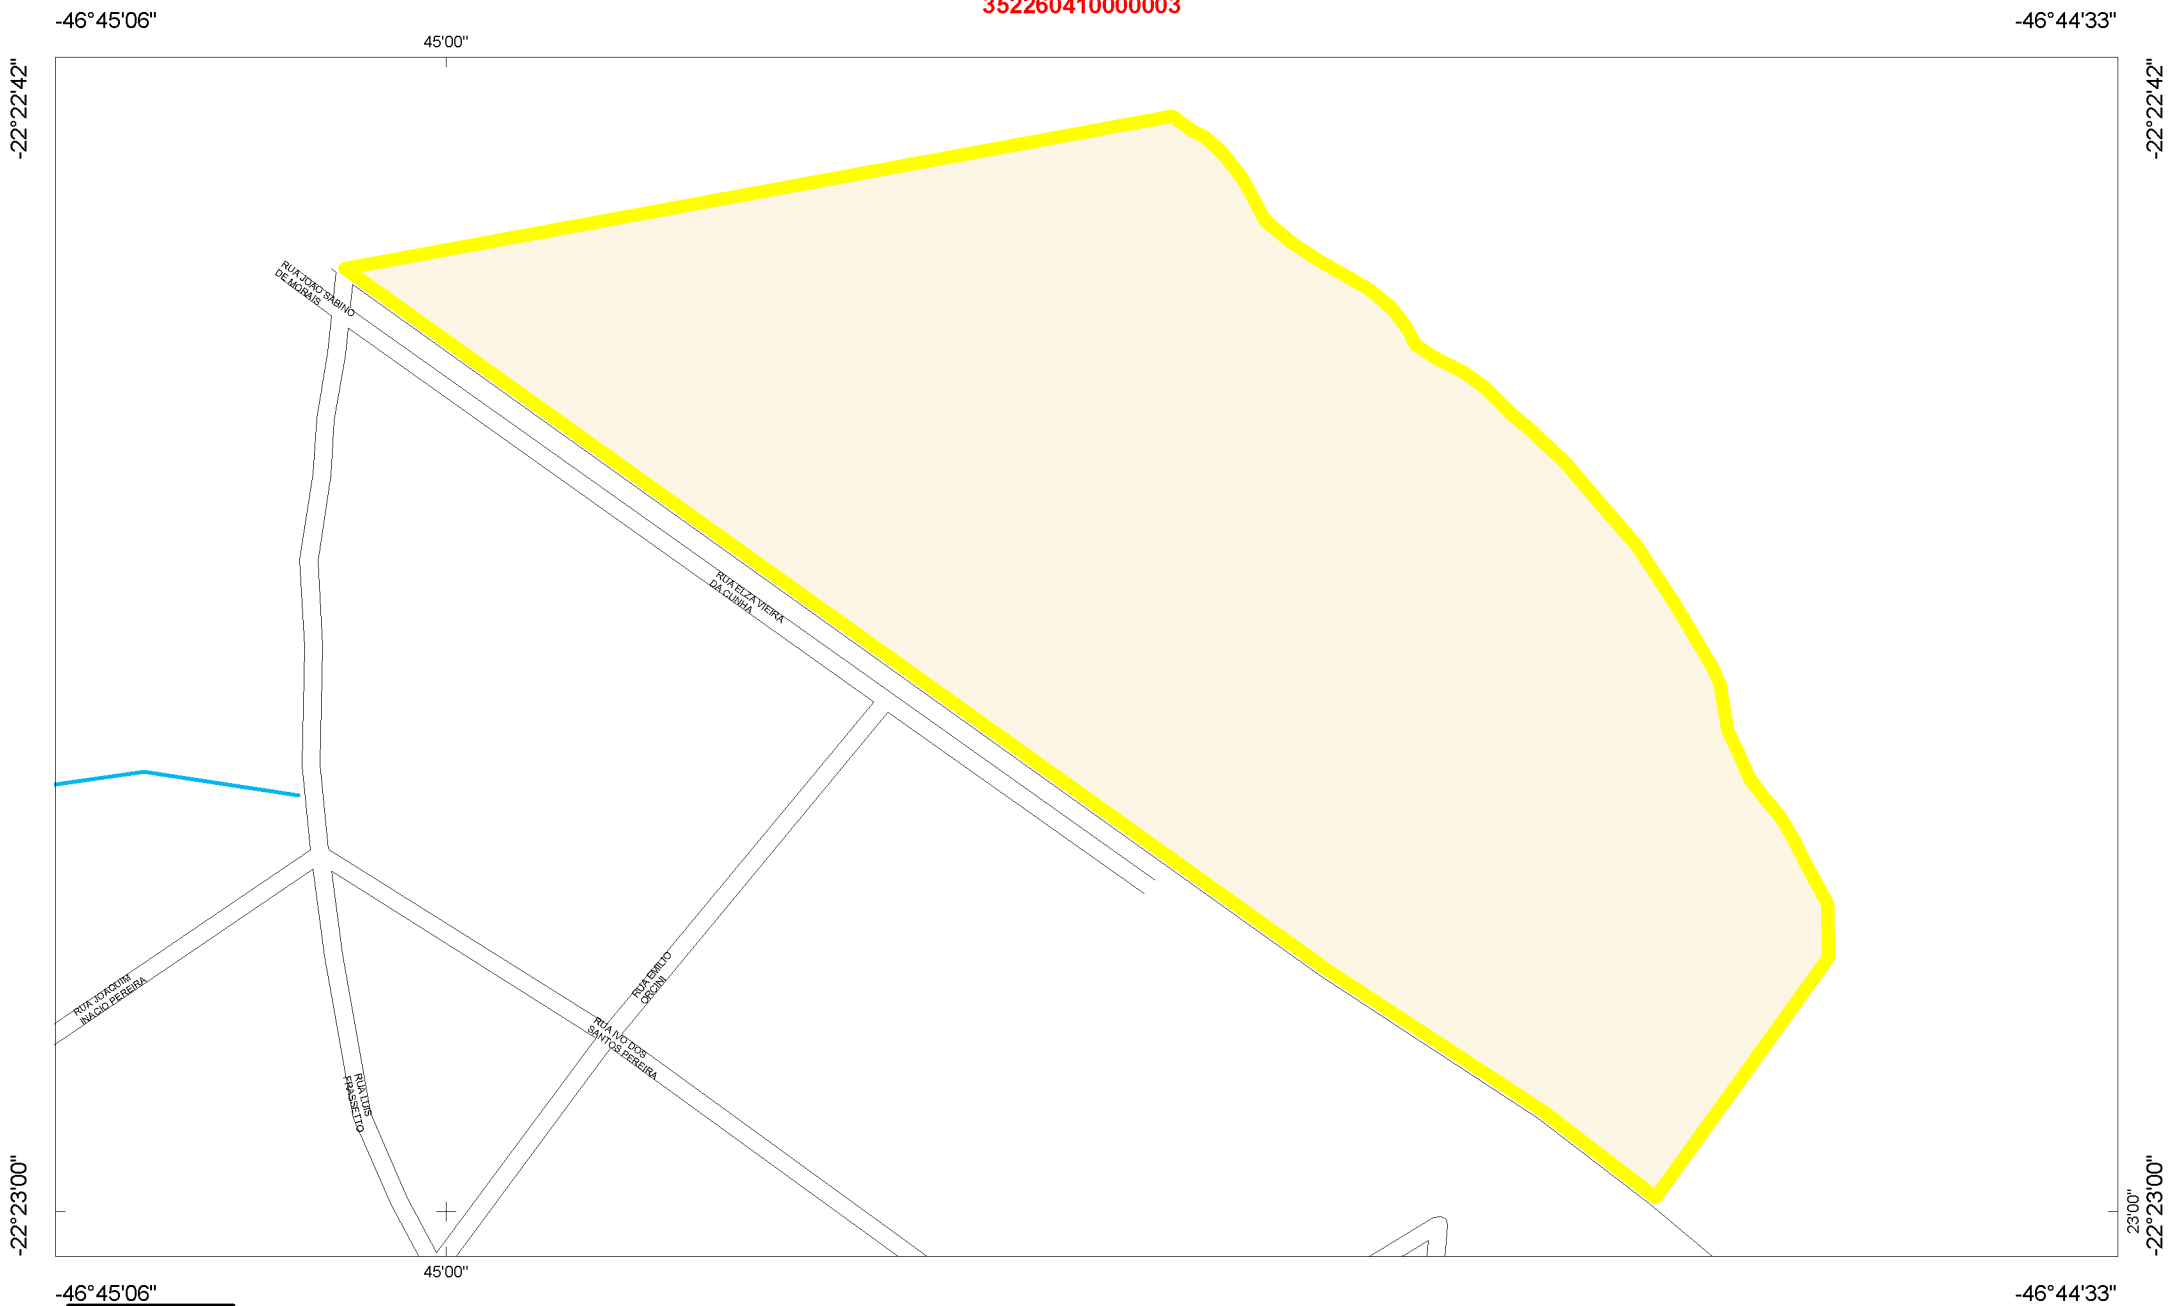 352260410000003
-46°45'06"
-46°44'33"
45'00"
-22°22'42"
-22°22'42"
RUA JOAO SABINO
DE MORAIS
RUA ELZA VIEIRA
DA CUNHA
RUA EMILIO
ORCINI
RUA JOAQUIM
INACIO PEREIRA
RUA IVO DOS
SANTOS PEREIRA
RUA LUIS
FRASSETTO
-22°23'00"
23'00"
-22°23'00"
45'00"
-46°45'06"
-46°44'33"